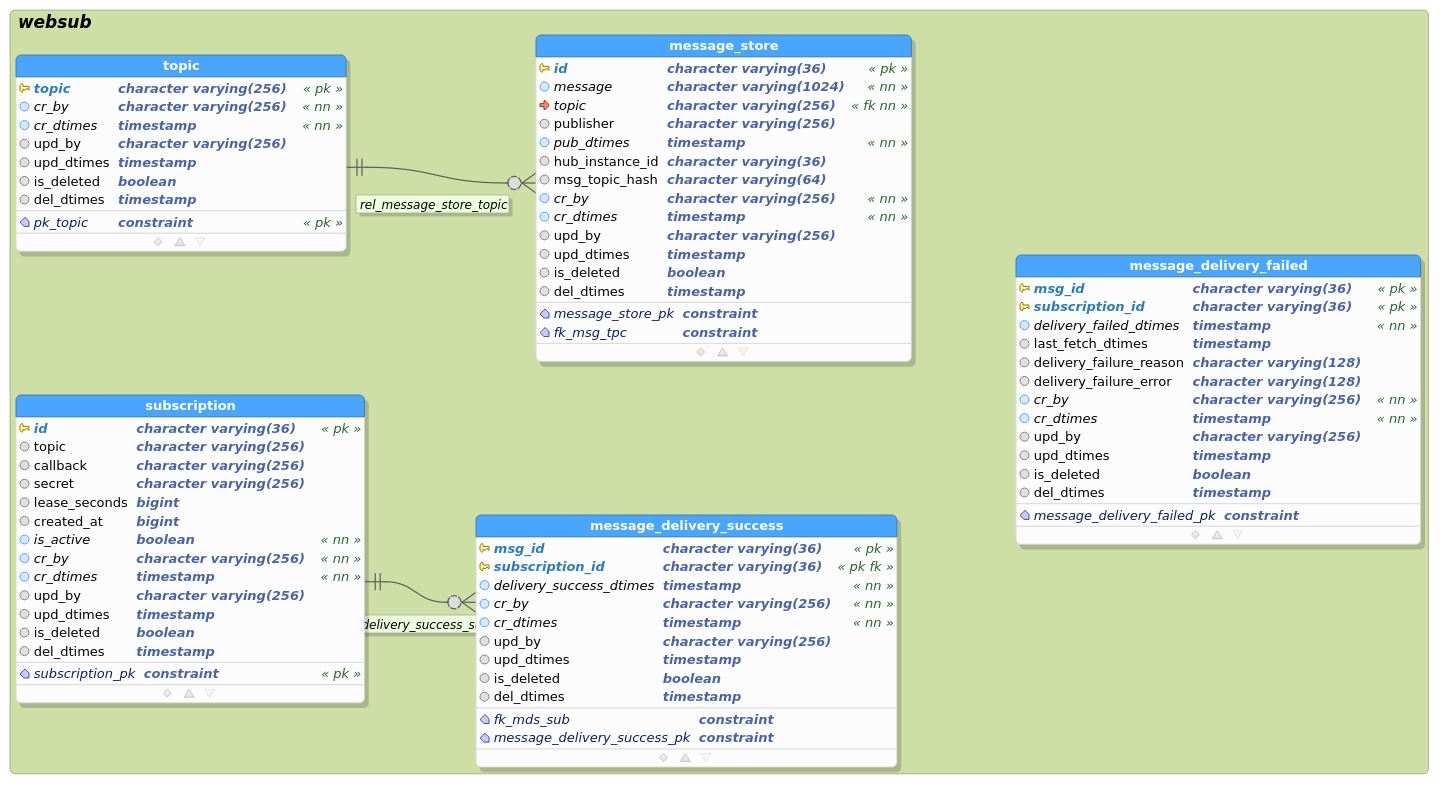 websub
topic
topic character varying(256) « pk »
cr_by character varying(256) « nn »
cr_dtimes timestamp « nn »
upd_by character varying(256)
upd_dtimes timestamp
is_deleted boolean
del_dtimes timestamp
pk_topic constraint « pk »
rel_message_store_topic
message_store
id character varying(36) « pk »
message character varying(1024) « nn »
topic character varying(256) « fk nn »
publisher character varying(256)
pub_dtimes timestamp « nn »
hub_instance_id character varying(36)
msg_topic_hash character varying(64)
cr_by character varying(256) « nn »
cr_dtimes timestamp « nn »
upd_by character varying(256)
upd_dtimes timestamp
is_deleted boolean
del_dtimes timestamp
message_store_pk constraint
fk_msg_tpc constraint
message_delivery_failed
msg_id character varying(36) « pk »
subscription_id character varying(36) « pk »
delivery_failed_dtimes timestamp « nn »
last_fetch_dtimes timestamp
delivery_failure_reason character varying(128)
delivery_failure_error character varying(128)
cr_by character varying(256) « nn »
cr_dtimes timestamp « nn »
upd_by character varying(256)
upd_dtimes timestamp
is_deleted boolean
del_dtimes timestamp
message_delivery_failed_pk constraint
subscription
id character varying(36) « pk »
topic character varying(256)
callback character varying(256)
secret character varying(256)
lease_seconds bigint
created_at bigint
is_active boolean « nn »
cr_by character varying(256) « nn »
cr_dtimes timestamp « nn »
upd_by character varying(256)
upd_dtimes timestamp
is_deleted boolean
del_dtimes timestamp
subscription_pk constraint « pk »
delivery_success_s
message_delivery_success
msg_id character varying(36) « pk »
subscription_id character varying(36) « pk fk »
delivery_success_dtimes timestamp « nn »
cr_by character varying(256) « nn »
cr_dtimes timestamp « nn »
upd_by character varying(256)
upd_dtimes timestamp
is_deleted boolean
del_dtimes timestamp
fk_mds_sub constraint
message_delivery_success_pk constraint